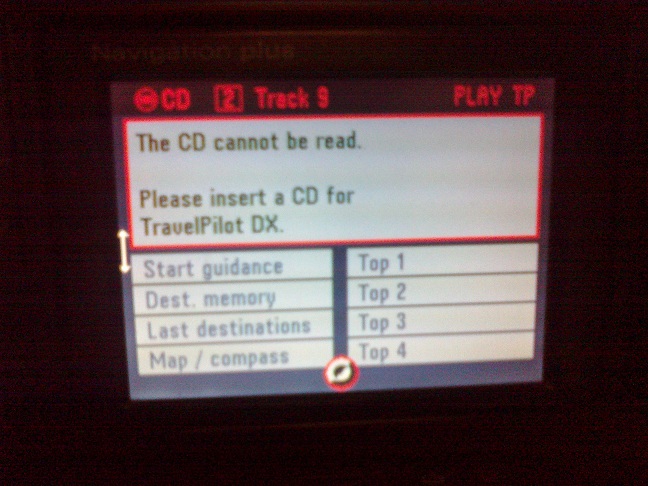 Navigation plus
CD [2] Track 9 PLAY TP
The CD cannot be read.
Please insert a CD for
TravelPilot DX.
Start guidance Top 1
Dest. memory Top 2
Last destinations Top 3
Map / compass Top 4